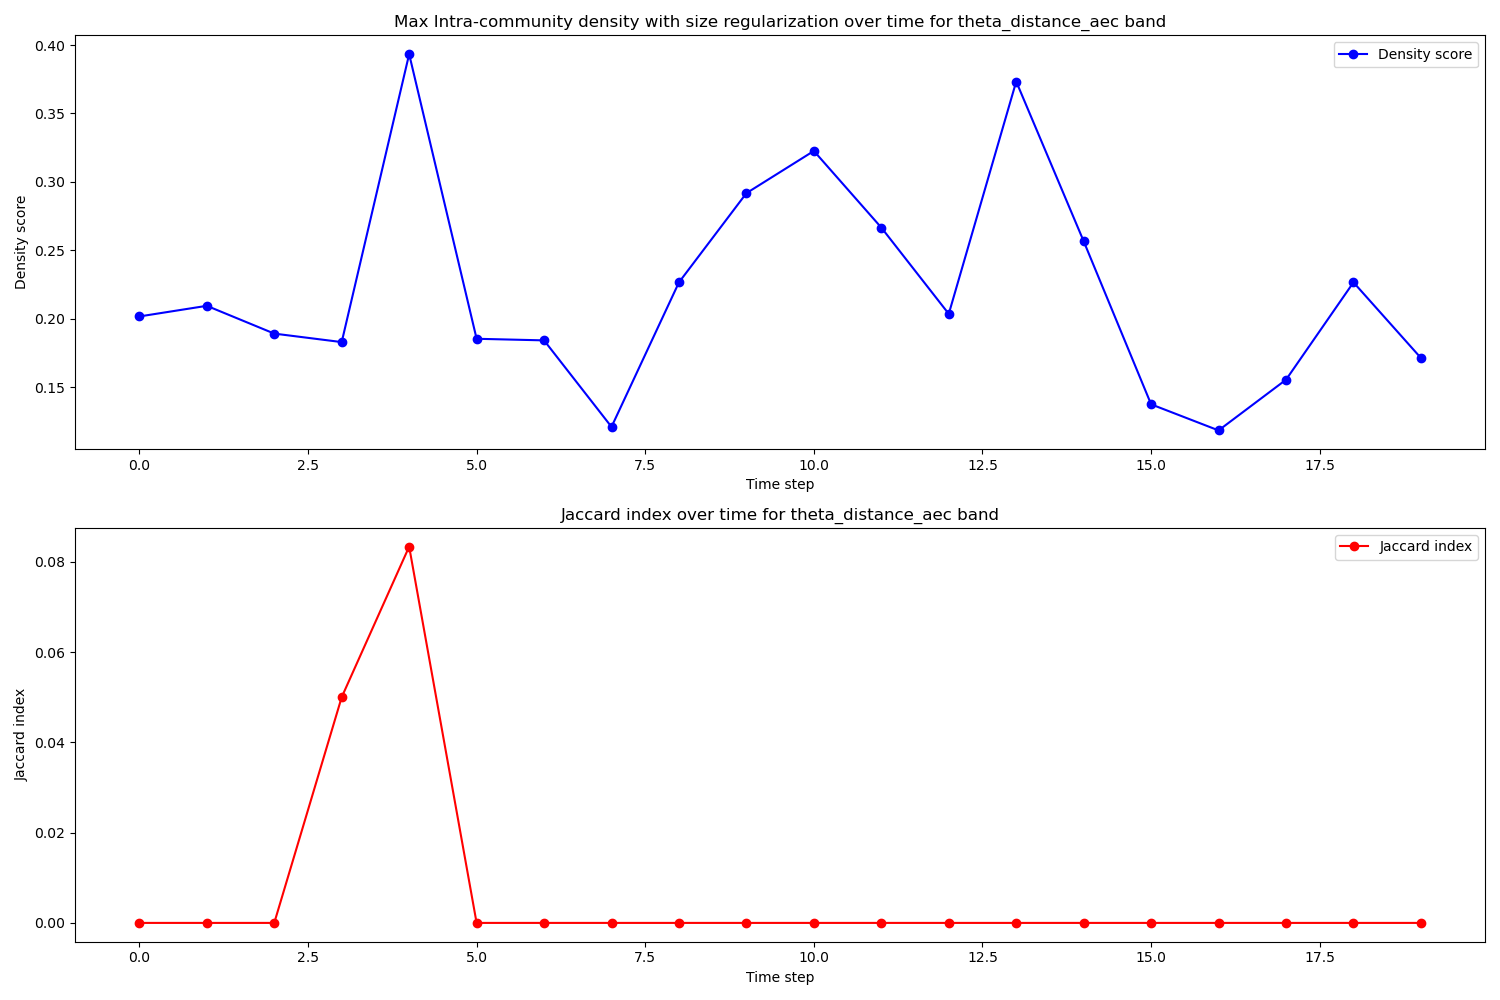 Max Intra-community density with size regularization over time for theta_distance_aec band
Density score
0.40
0.35
0.30
0.25
0.20
0.15
Density score
0.0 2.5 5.0 7.5 10.0 12.5 15.0 17.5
Time step
Jaccard index over time for theta_distance_aec band
Jaccard index
0.08
0.06
0.04
0.02
0.00
Jaccard index
0.0 2.5 5.0 7.5 10.0 12.5 15.0 17.5
Time step